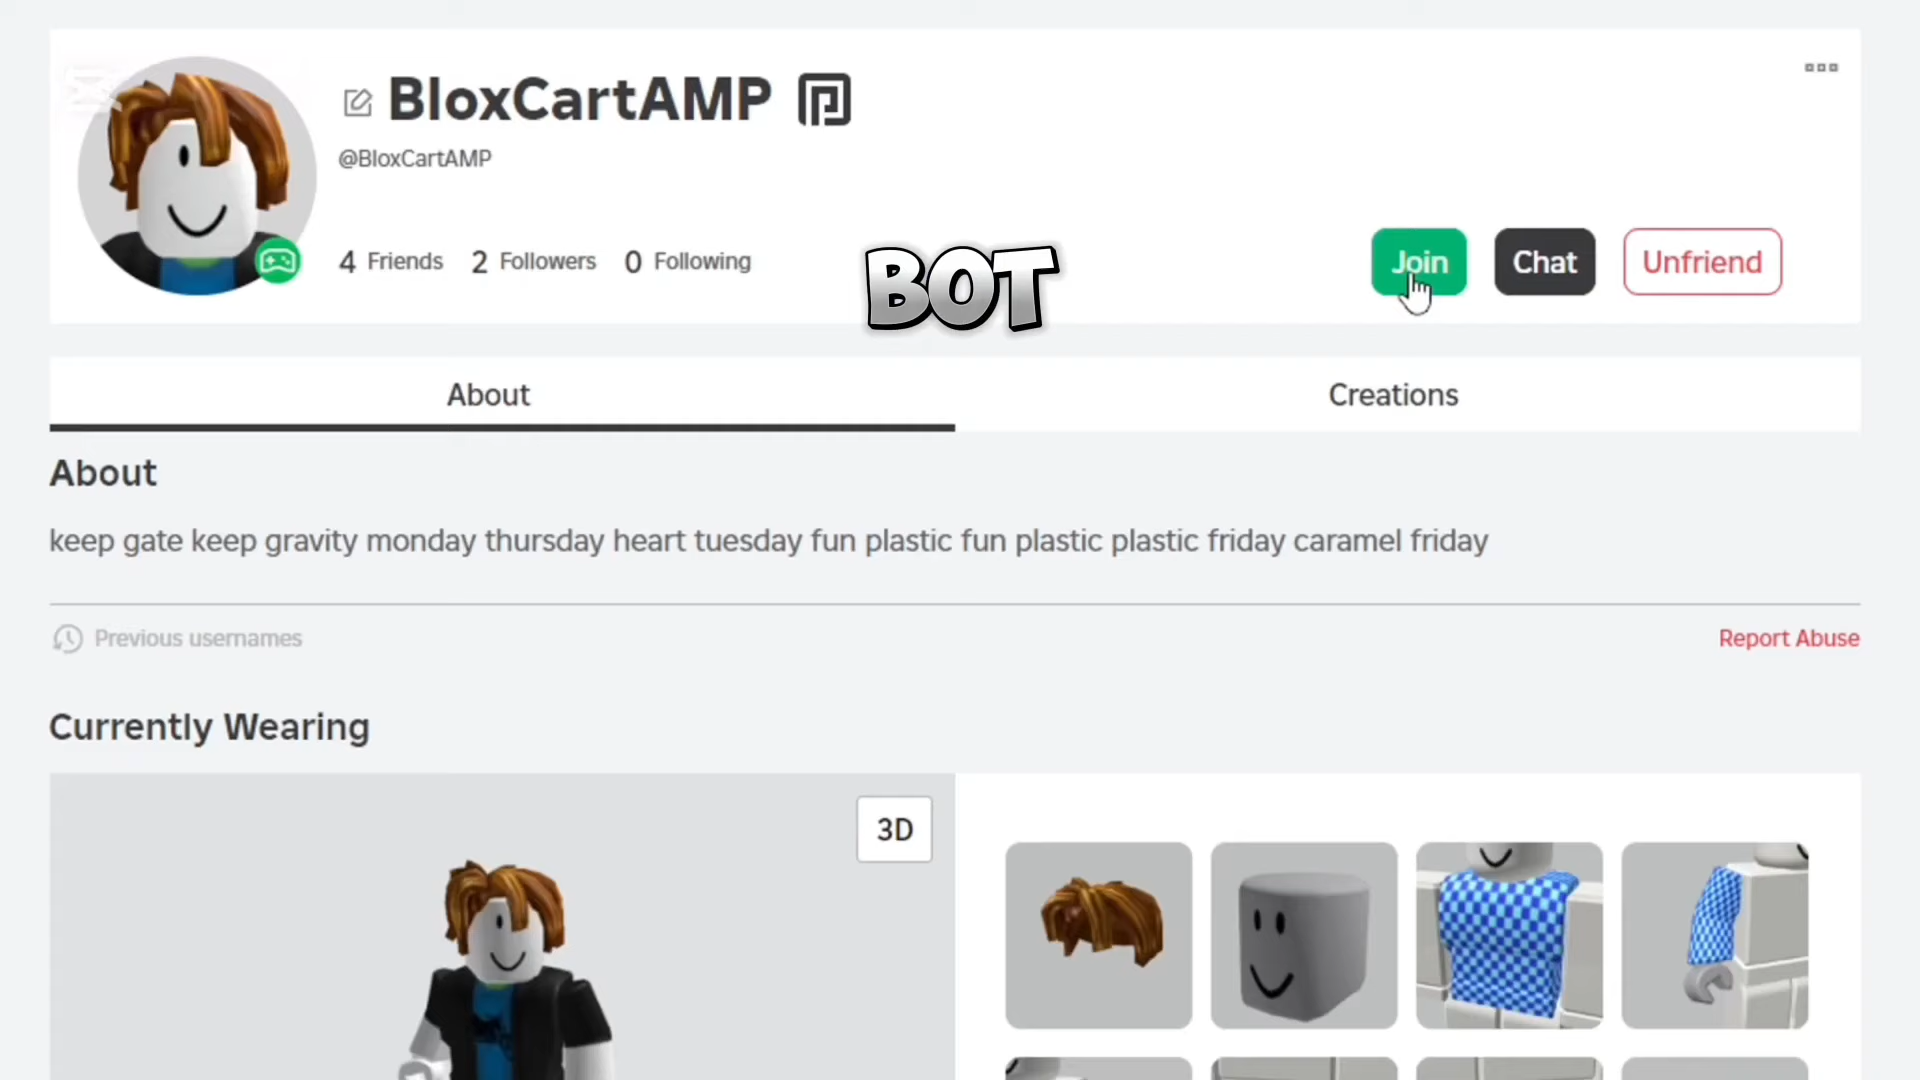 BloxCartAMP
@BloxCartAMP
4 Friends 2 Followers 0 Following
BOT
Join Chat Unfriend
About Creations
About
keep gate keep gravity monday thursday heart tuesday fun plastic fun plastic plastic friday caramel friday
Previous usernames Report Abuse
Currently Wearing
3D